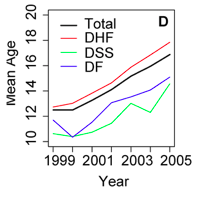 Total
D
DHF
DSS
DF
Mean Age
20
18
16
14
12
10
1999 2001 2003 2005
Year